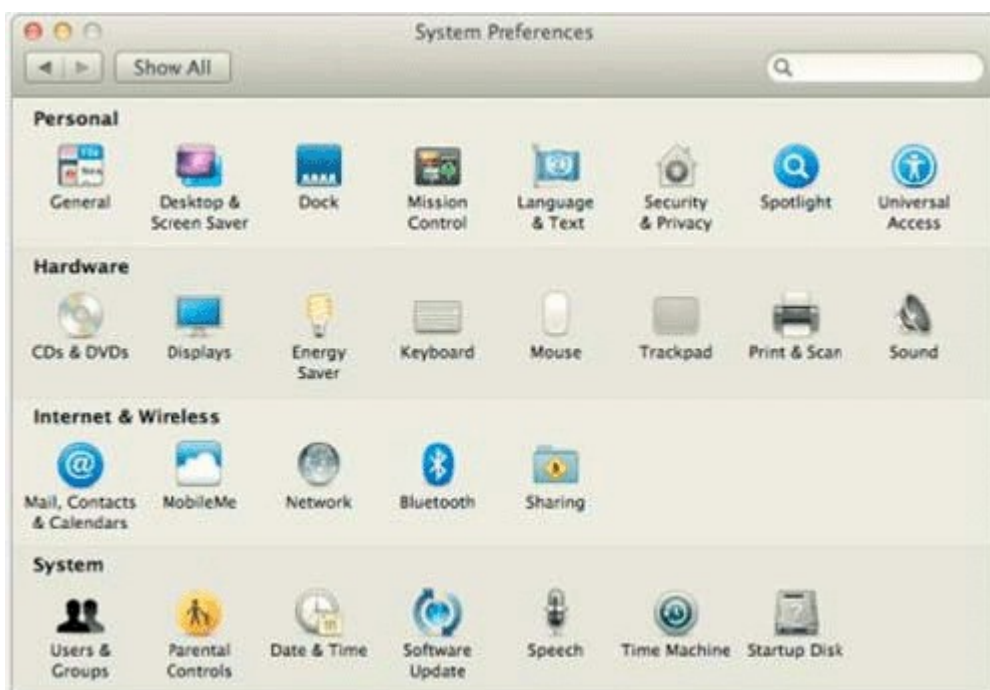 System Preferences
Show All
Personal
General
Desktop & Screen Saver
Dock
Mission Control
Language & Text
Security & Privacy
Spotlight
Universal Access
Hardware
CDs & DVDs
Displays
Energy Saver
Keyboard
Mouse
Trackpad
Print & Scan
Sound
Internet & Wireless
Mail, Contacts & Calendars
MobileMe
Network
Bluetooth
Sharing
System
Users & Groups
Parental Controls
Date & Time
Software Update
Speech
Time Machine
Startup Disk